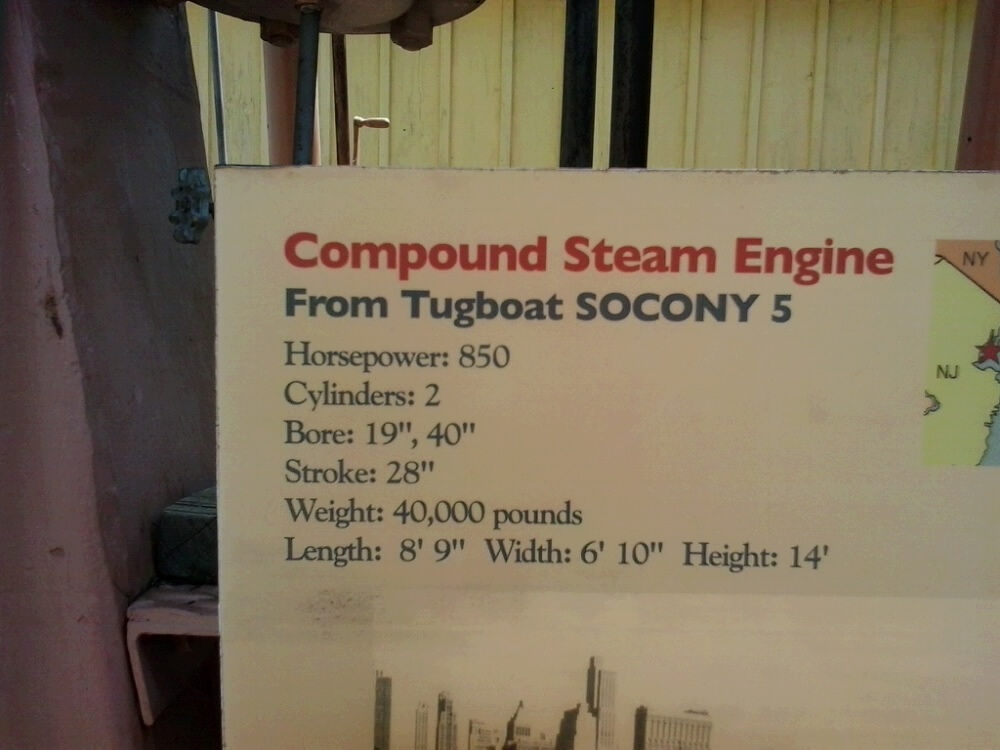 Compound Steam Engine
From Tugboat SOCONY 5
Horsepower: 850
Cylinders: 2
Bore: 19", 40"
Stroke: 28"
Weight: 40,000 pounds
Length: 8' 9" Width: 6' 10" Height: 14'
NY
NJ